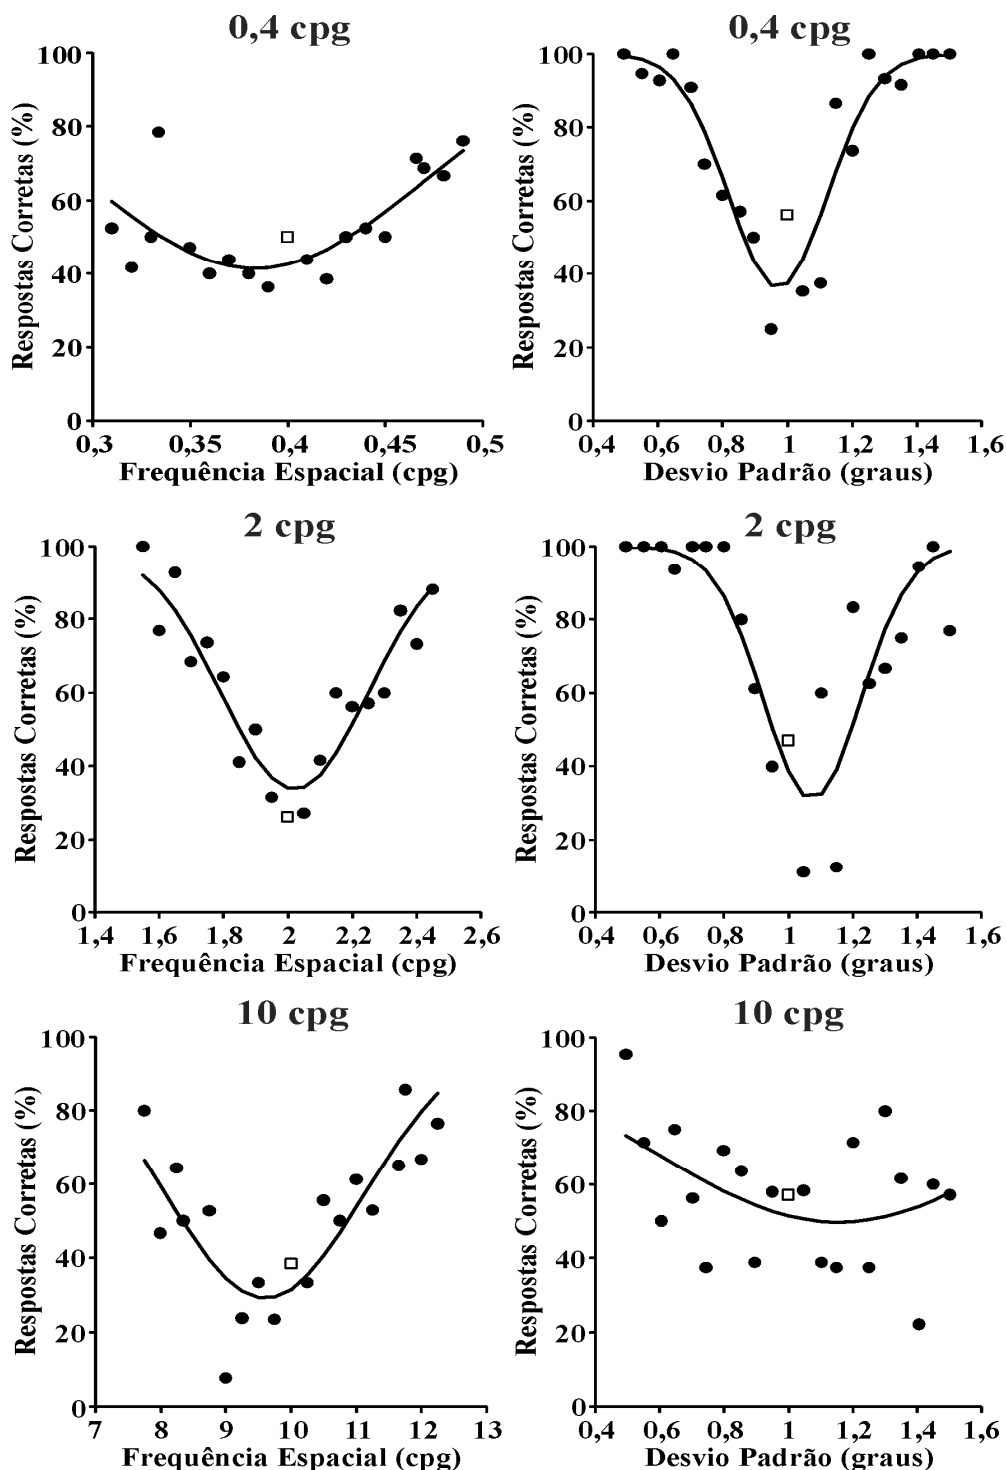 0,4 cpg
Respostas Corretas (%)
100
80
60
40
20
0
0,3 0,35 0,4 0,45 0,5
Frequência Espacial (cpg)
0,4 cpg
Respostas Corretas (%)
100
80
60
40
20
0
0,4 0,6 0,8 1 1,2 1,4 1,6
Desvio Padrão (graus)
2 cpg
Respostas Corretas (%)
100
80
60
40
20
0
1,4 1,6 1,8 2 2,2 2,4 2,6
Frequência Espacial (cpg)
2 cpg
Respostas Corretas (%)
100
80
60
40
20
0
0,4 0,6 0,8 1 1,2 1,4 1,6
Desvio Padrão (graus)
10 cpg
Respostas Corretas (%)
100
80
60
40
20
0
7 8 9 10 11 12 13
Frequência Espacial (cpg)
10 cpg
Respostas Corretas (%)
100
80
60
40
20
0
0,4 0,6 0,8 1 1,2 1,4 1,6
Desvio Padrão (graus)